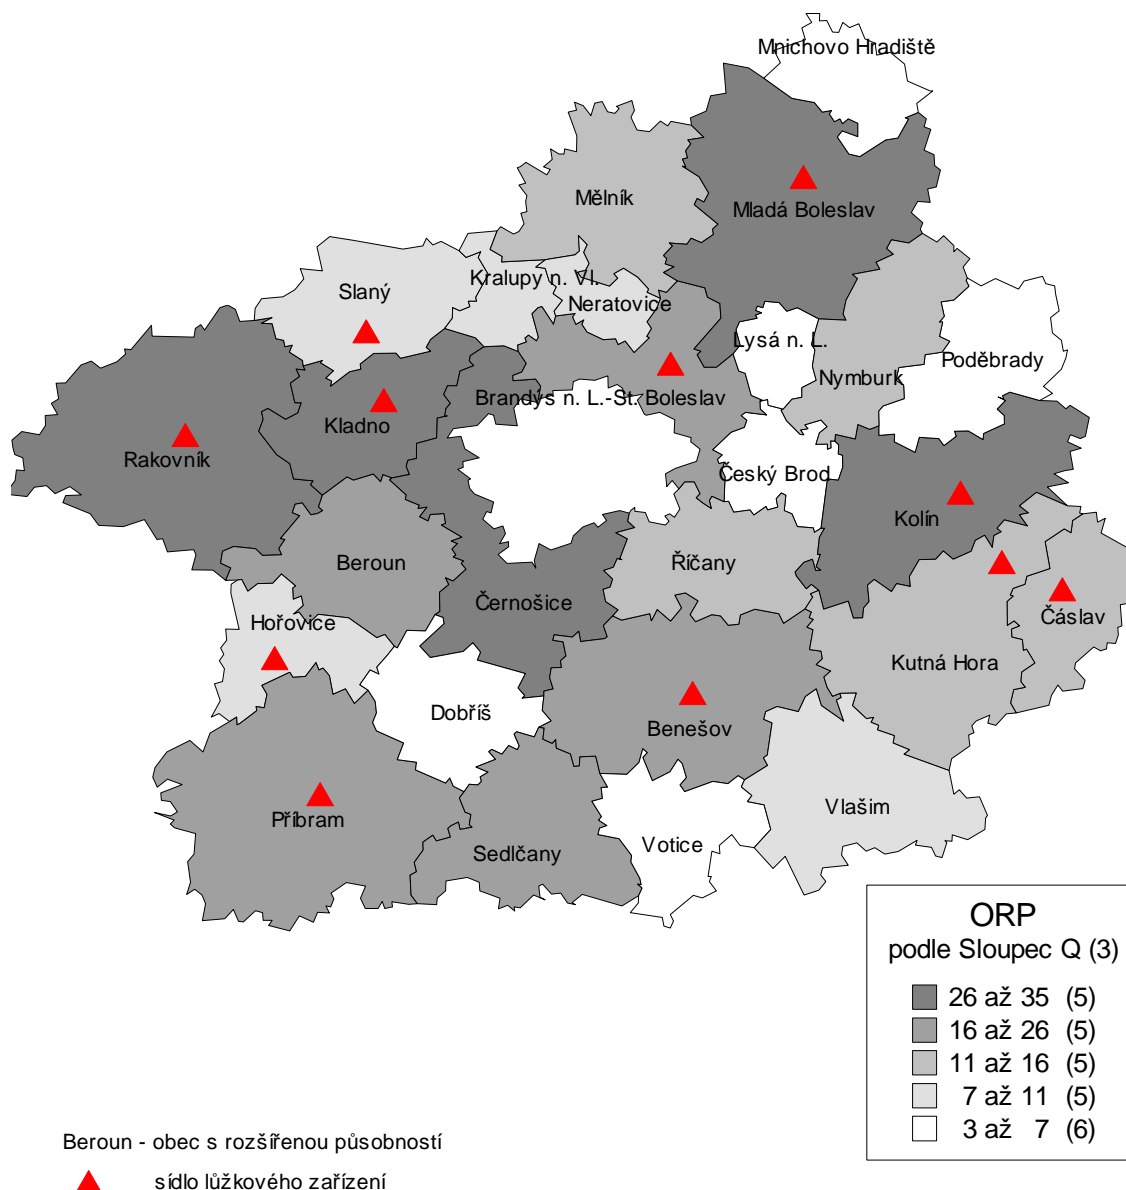 Mnichovo Hradiště
Mělník
Mladá Boleslav
Kralupy n. Vl.
Slaný
Neratovice
Lysá n. L.
Poděbrady
Nymburk
Brandýs n. L.-St. Boleslav
Kladno
Rakovník
Český Brod
Kolín
Beroun
Říčany
Černošice
Čáslav
Hořovice
Kutná Hora
Dobříš
Benešov
Vlašim
Příbram
Votice
Sedlčany
ORP
podle Sloupec Q (3)
26 až 35 (5)
16 až 26 (5)
11 až 16 (5)
7 až 11 (5)
3 až 7 (6)
Beroun - obec s rozšířenou působností
sídlo lůžkového zařízení